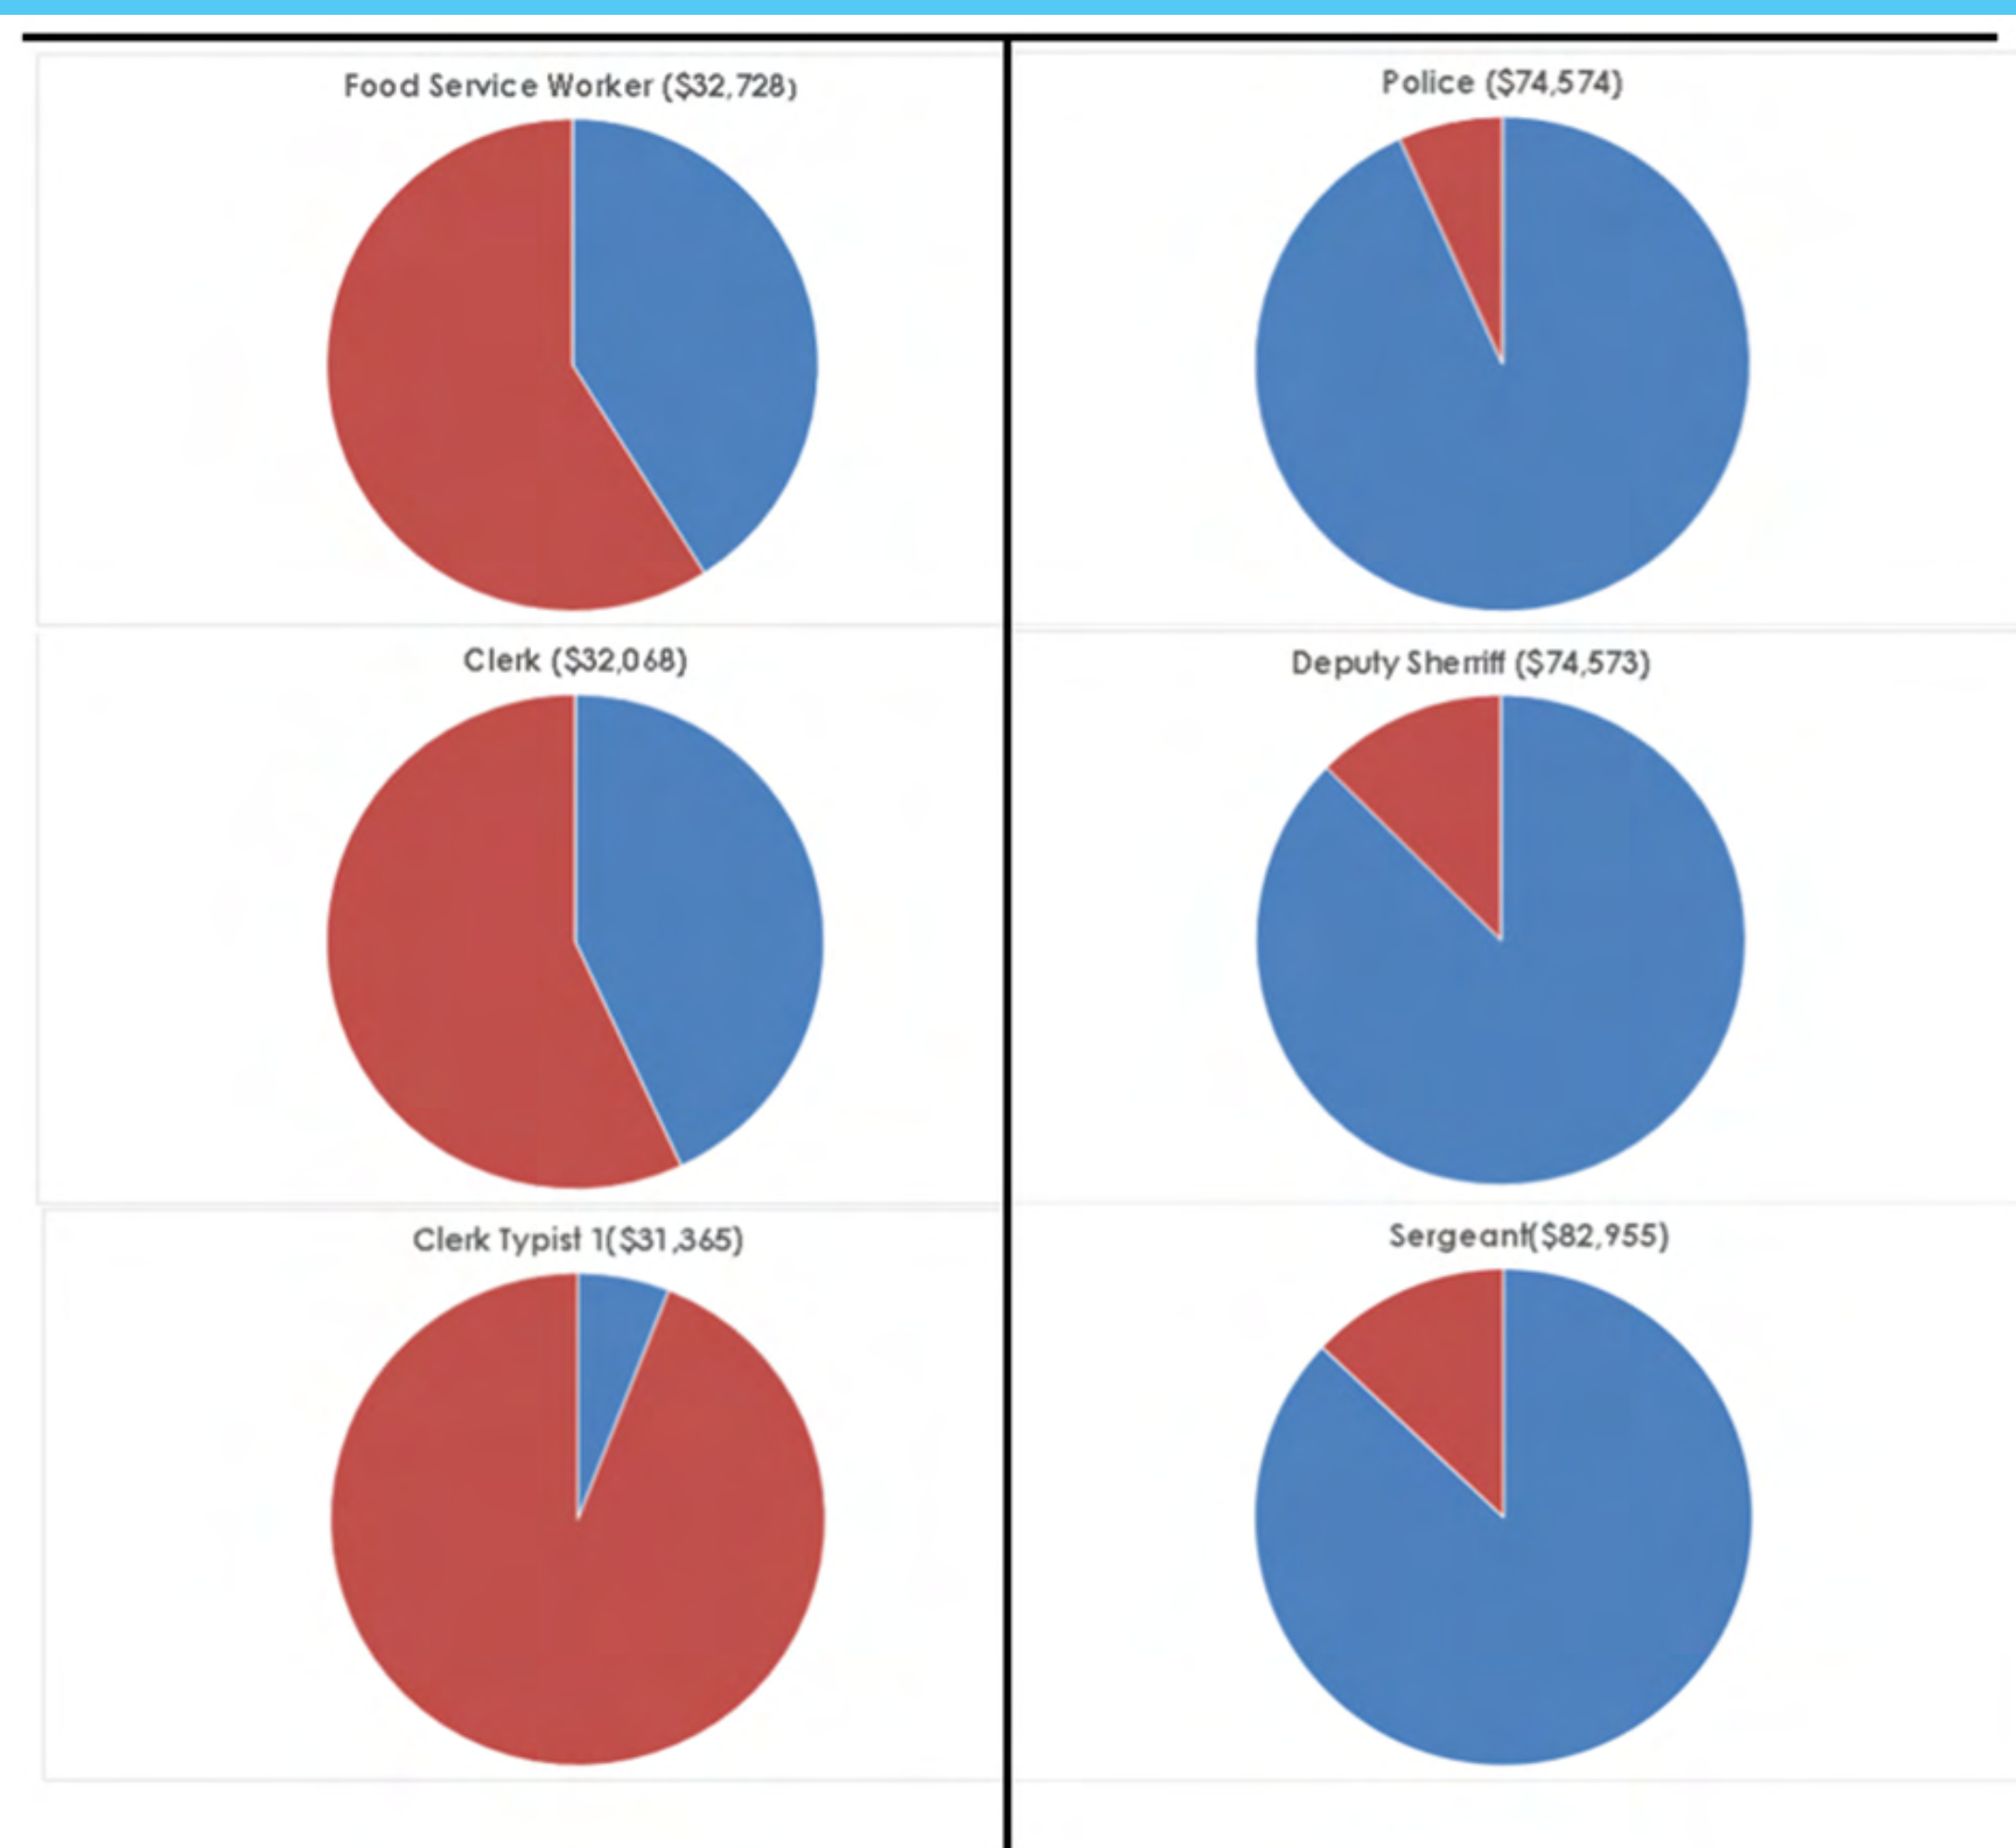 Food Service Worker ($32,728)
Police ($74,574)
Clerk ($32,068)
Deputy Sherriff ($74,573)
Clerk Typist 1($31,365)
Sergeant($82,955)